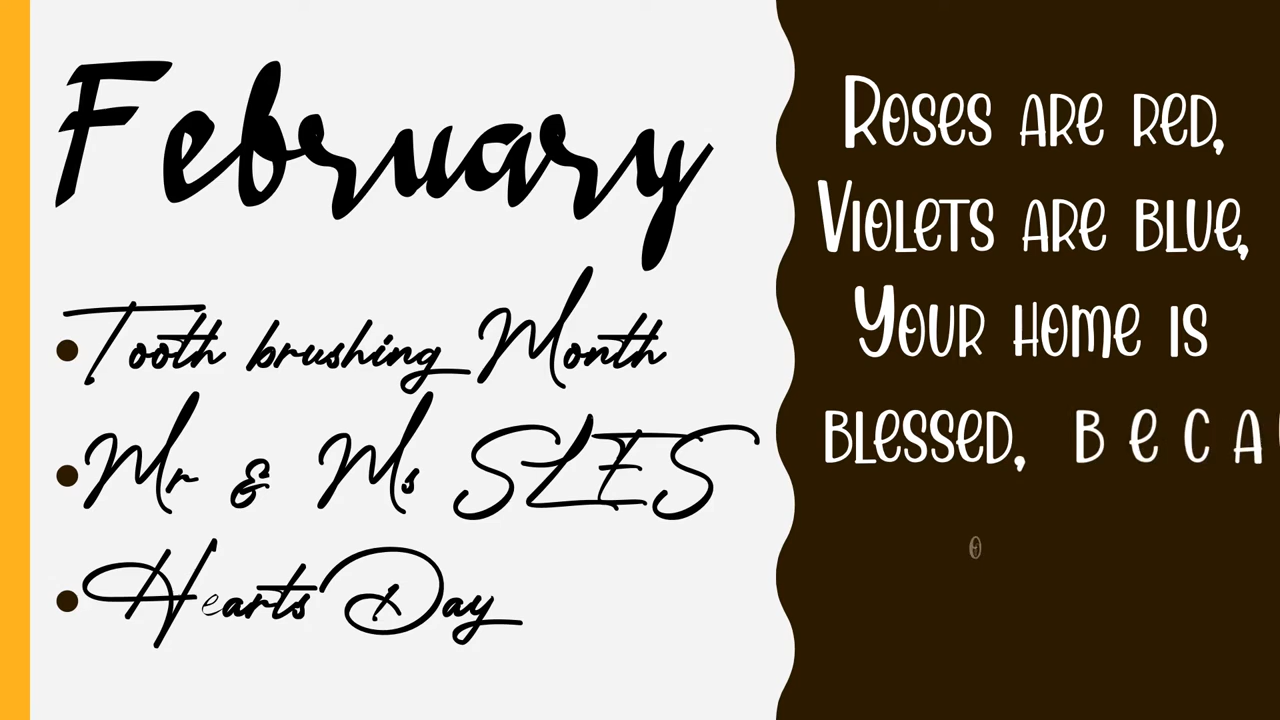 February
Tooth brushing Month
Mr & Ms SLES
Hearts Day
Roses are red,
Violets are blue,
Your home is
blessed,